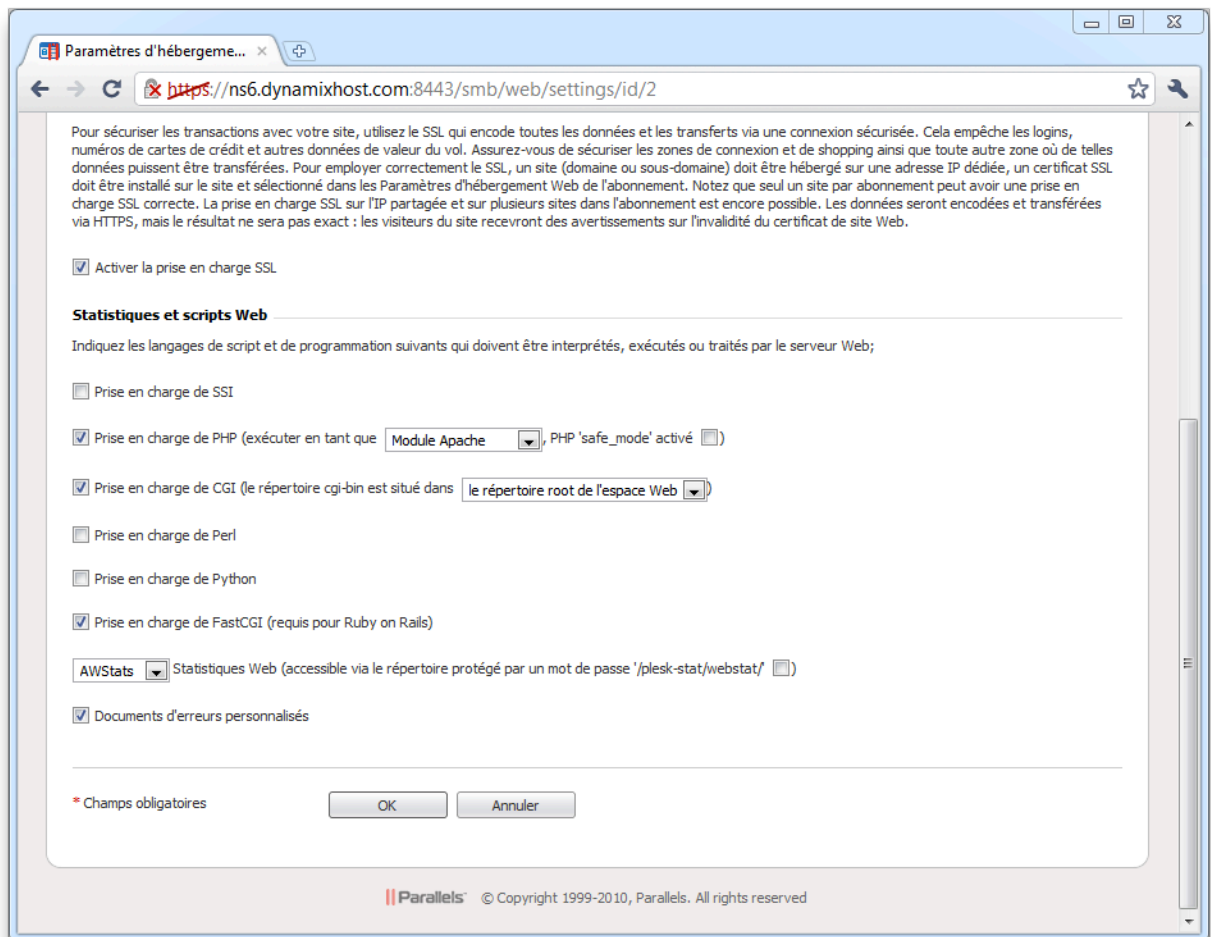 Paramètres d'hébergeme...
https://ns6.dynamixhost.com:8443/smb/web/settings/id/2
Pour sécuriser les transactions avec votre site, utilisez le SSL qui encode toutes les données et les transferts via une connexion sécurisée. Cela empêche les logins,
numéros de cartes de crédit et autres données de valeur du vol. Assurez-vous de sécuriser les zones de connexion et de shopping ainsi que toute autre zone où de telles
données puissent être transférées. Pour employer correctement le SSL, un site (domaine ou sous-domaine) doit être hébergé sur une adresse IP dédiée, un certificat SSL
doit être installé sur le site et sélectionné dans les Paramètres d'hébergement Web de l'abonnement. Notez que seul un site par abonnement peut avoir une prise en
charge SSL correcte. La prise en charge SSL sur l'IP partagée et sur plusieurs sites dans l'abonnement est encore possible. Les données seront encodées et transférées
via HTTPS, mais le résultat ne sera pas exact : les visiteurs du site recevront des avertissements sur l'invalidité du certificat de site Web.
Activer la prise en charge SSL
Statistiques et scripts Web
Indiquez les langages de script et de programmation suivants qui doivent être interprétés, exécutés ou traités par le serveur Web;
Prise en charge de SSI
Prise en charge de PHP (exécuter en tant que Module Apache , PHP 'safe_mode' activé )
Prise en charge de CGI (le répertoire cgi-bin est situé dans le répertoire root de l'espace Web )
Prise en charge de Perl
Prise en charge de Python
Prise en charge de FastCGI (requis pour Ruby on Rails)
AWStats Statistiques Web (accessible via le répertoire protégé par un mot de passe '/plesk-stat/webstat/' )
Documents d'erreurs personnalisés
* Champs obligatoires OK Annuler
Parallels™ © Copyright 1999-2010, Parallels. All rights reserved